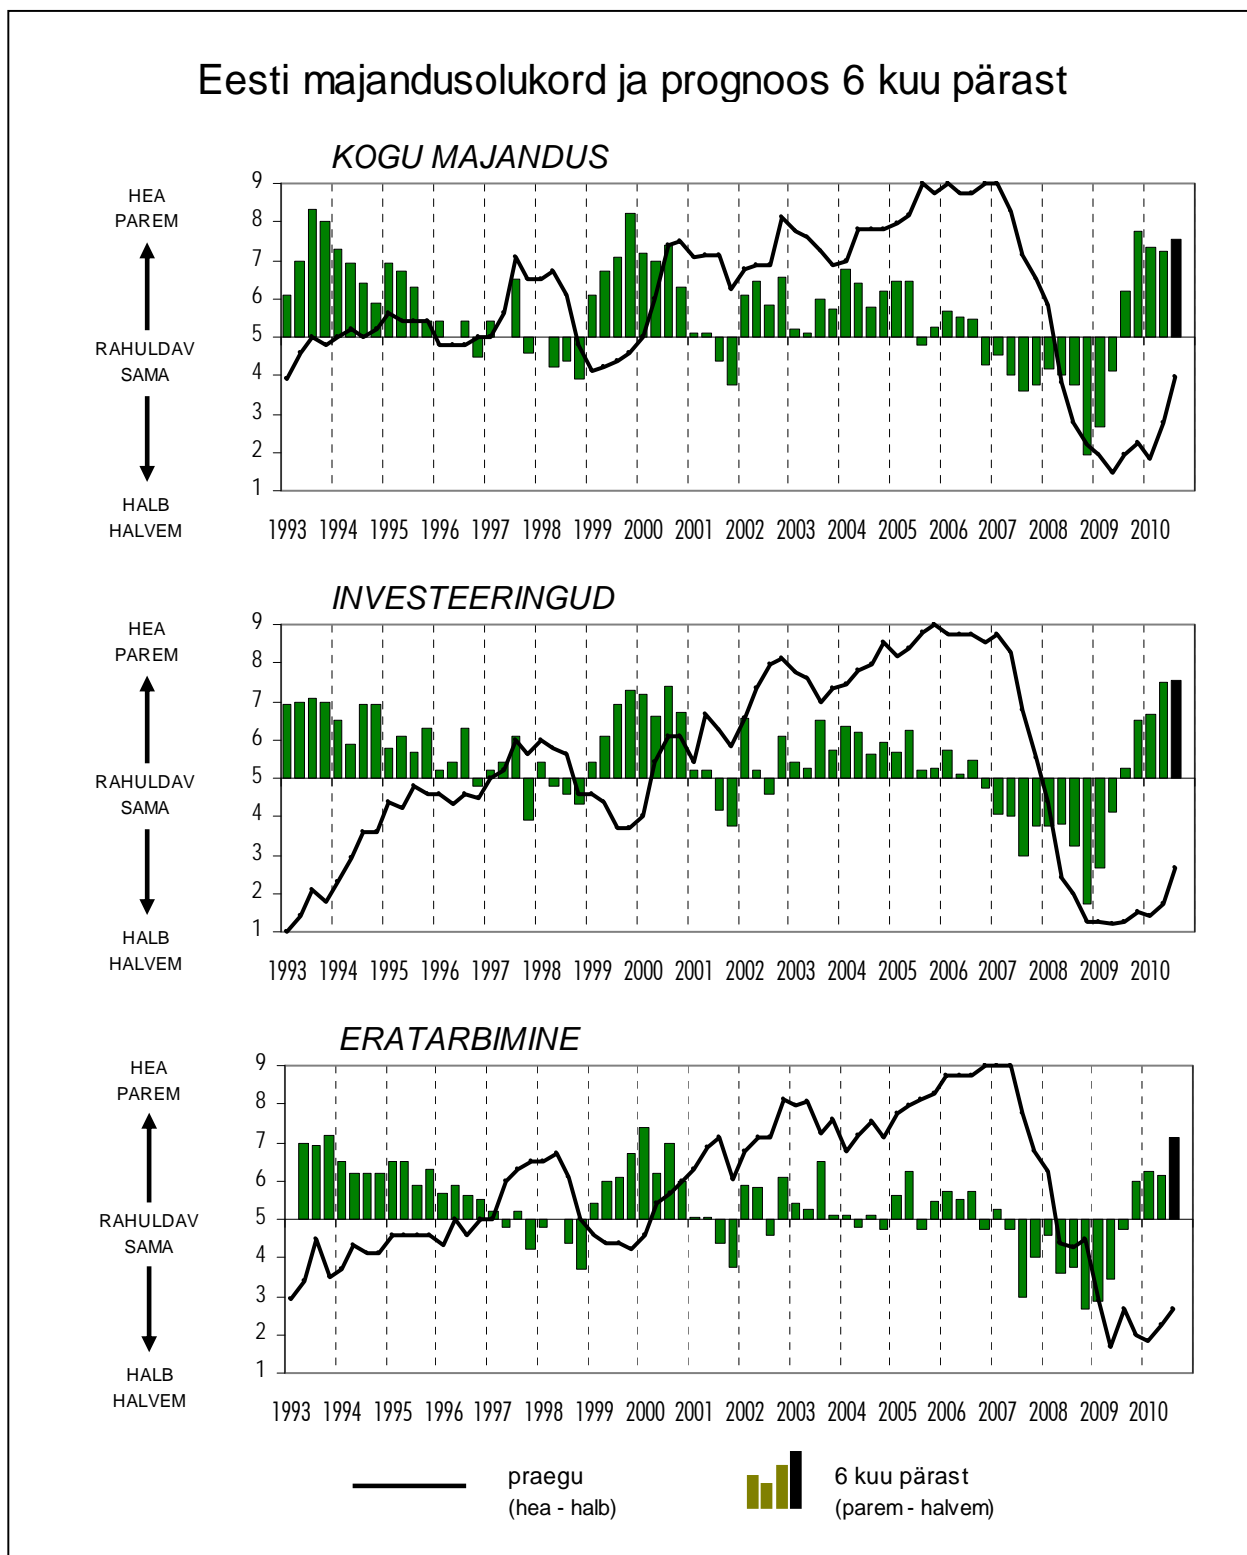 Eesti majandusolukord ja prognoos 6 kuu pärast
KOGU MAJANDUS
HEA
PAREM
RAHULDAV
SAMA
HALB
HALVEM
9
8
7
6
5
4
3
2
1
1993 1994 1995 1996 1997 1998 1999 2000 2001 2002 2003 2004 2005 2006 2007 2008 2009 2010
INVESTEERINGUD
HEA
PAREM
RAHULDAV
SAMA
HALB
HALVEM
9
8
7
6
5
4
3
2
1
1993 1994 1995 1996 1997 1998 1999 2000 2001 2002 2003 2004 2005 2006 2007 2008 2009 2010
ERATARBIMINE
HEA
PAREM
RAHULDAV
SAMA
HALB
HALVEM
9
8
7
6
5
4
3
2
1
1993 1994 1995 1996 1997 1998 1999 2000 2001 2002 2003 2004 2005 2006 2007 2008 2009 2010
praegu
(hea - halb)
6 kuu pärast
(parem - halvem)